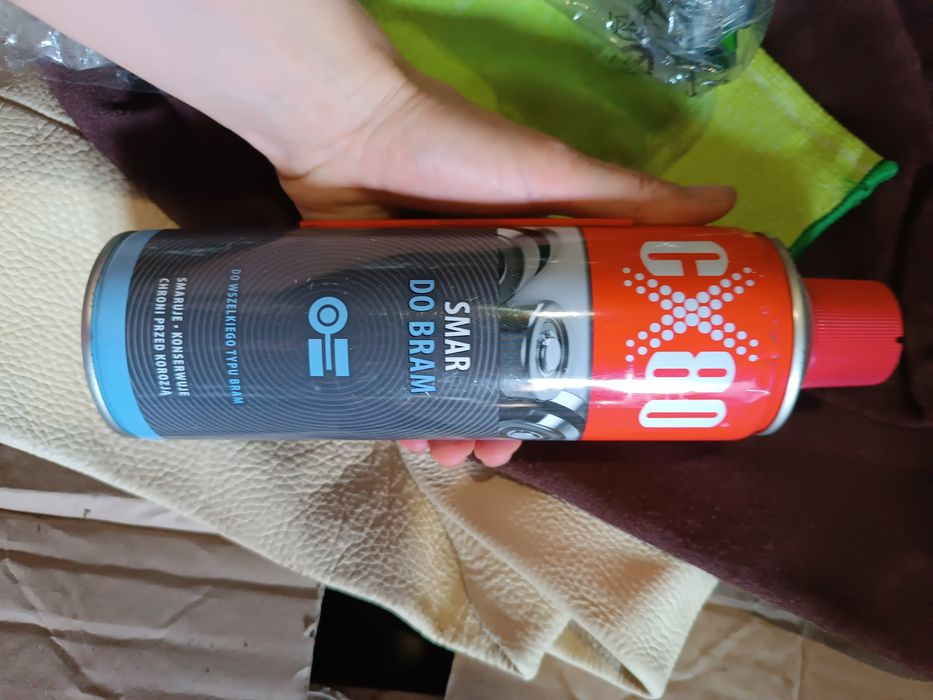 CX80
SMAR
DO BRAM
DO WSZELKIEGO TYPU BRAM
SMARUJE • KONSERWUJE
CHRONI PRZED KOROZJĄ